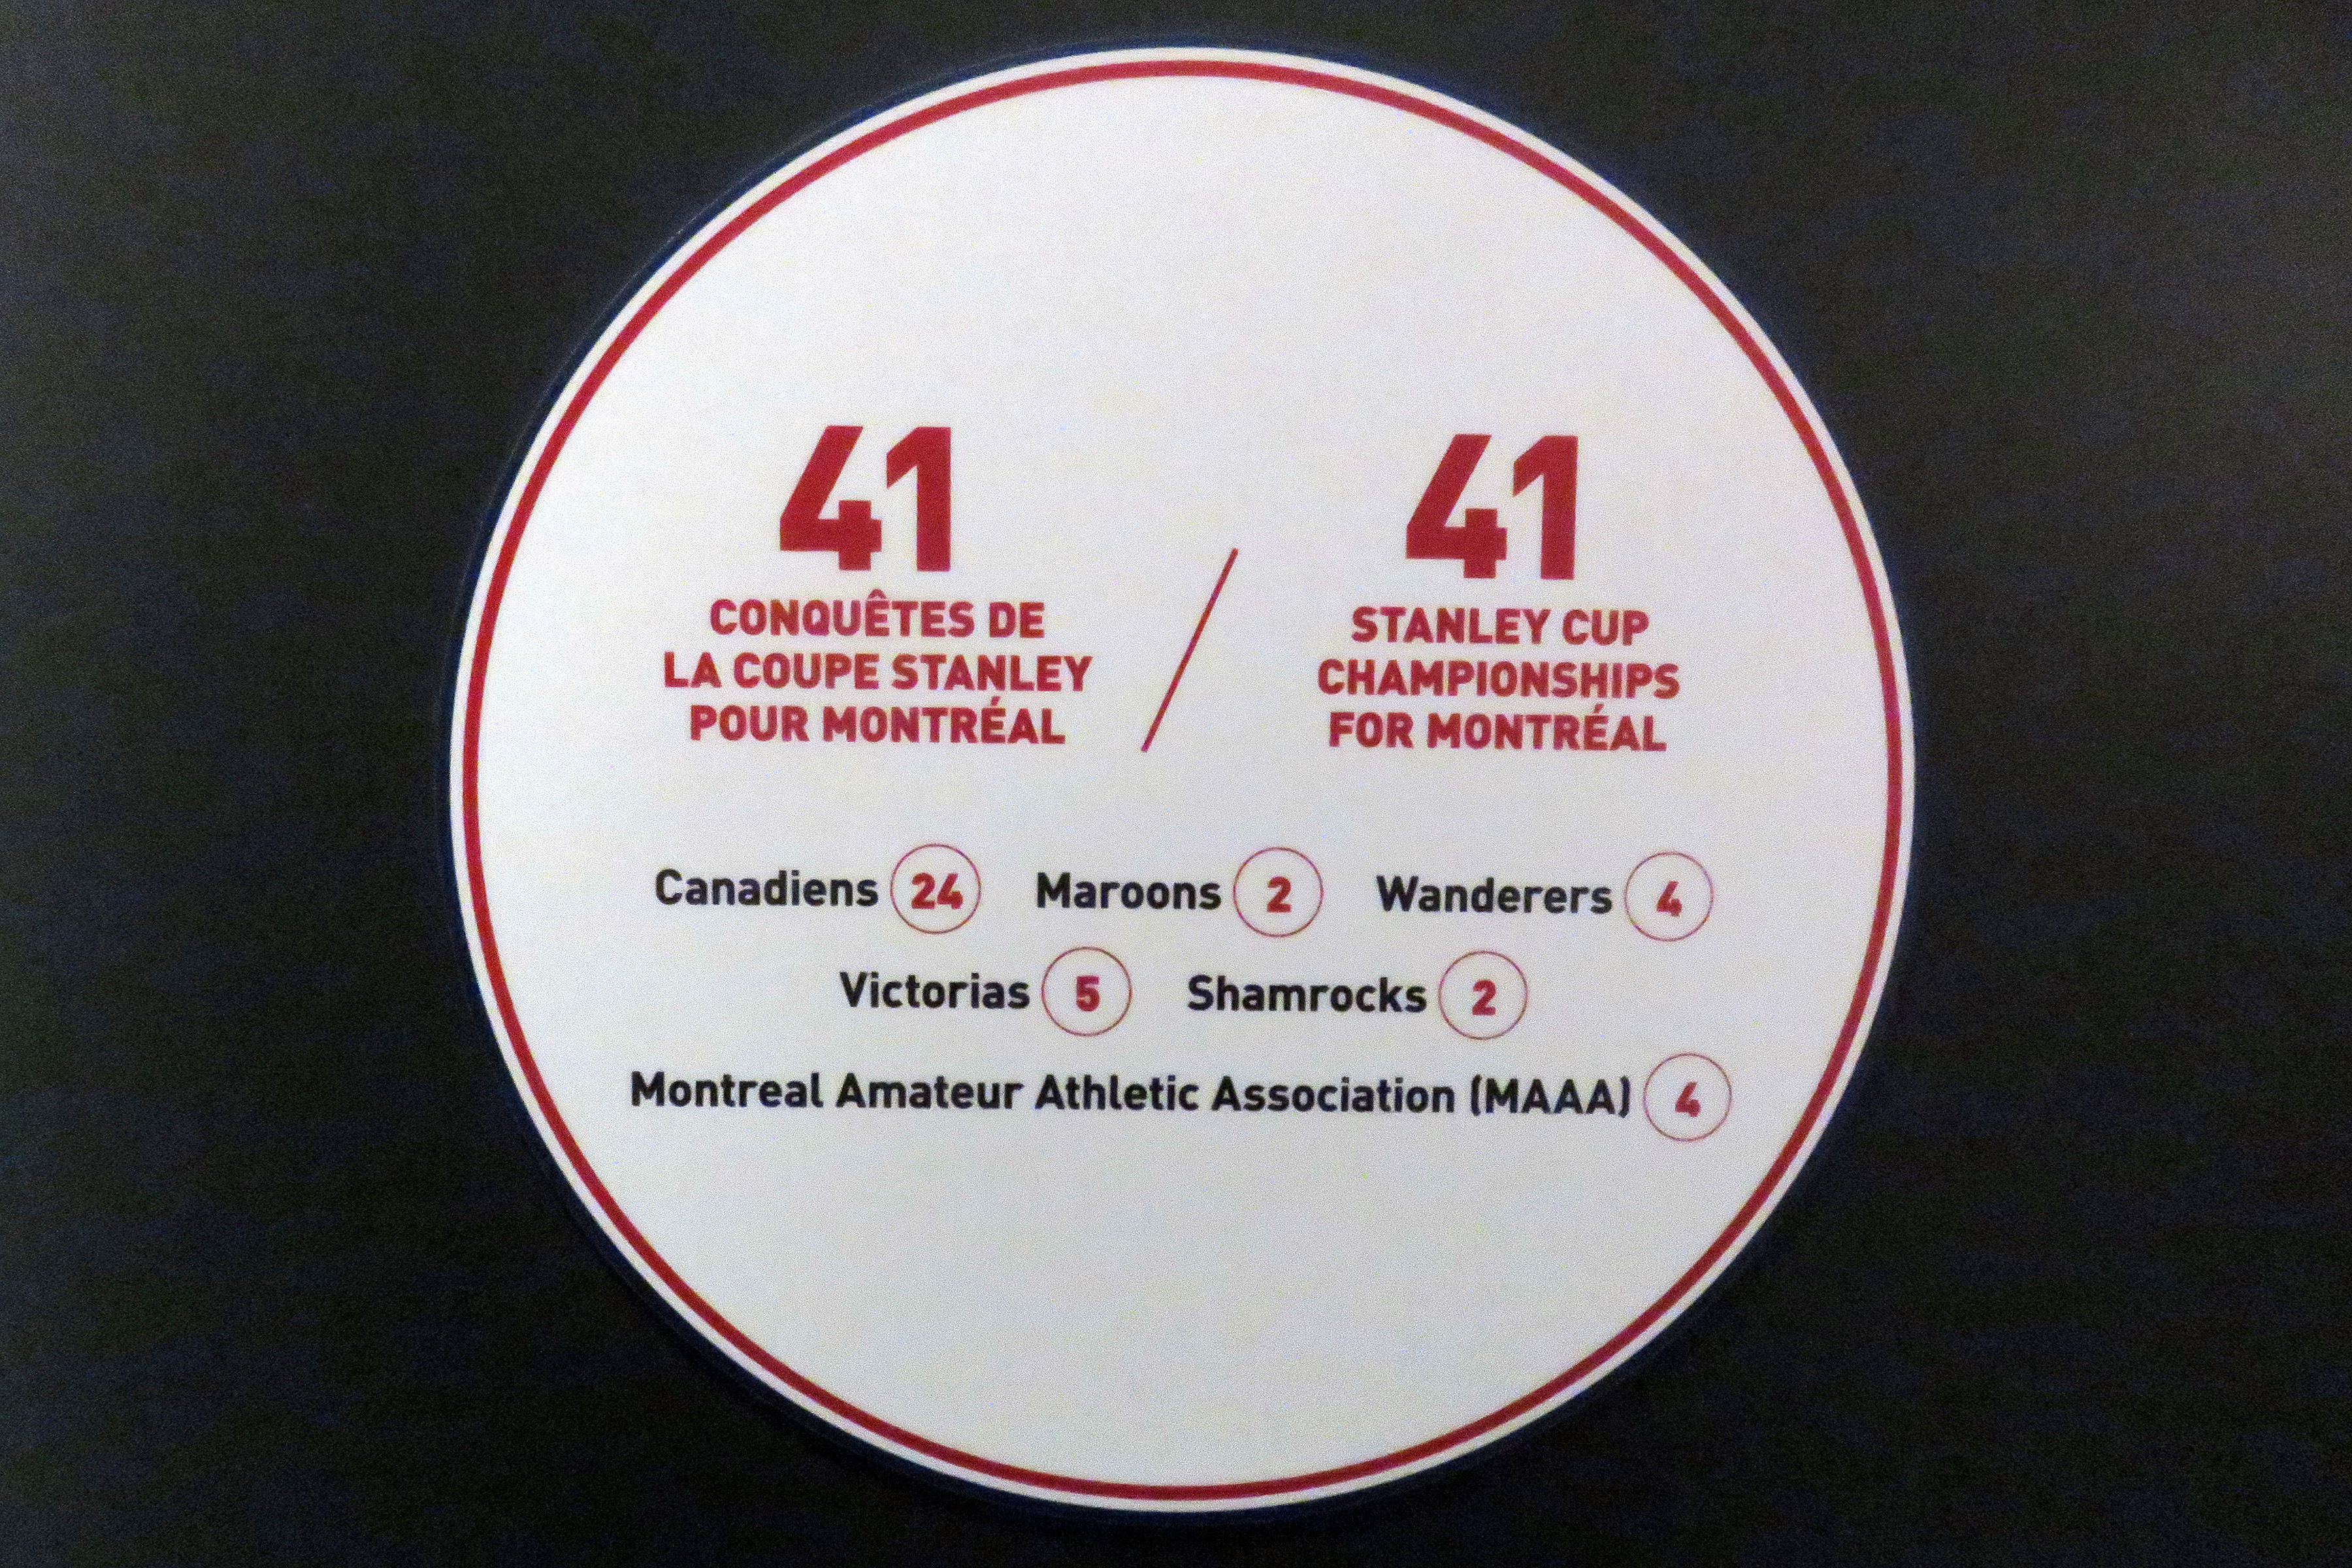 41
CONQUÊTES DE
LA COUPE STANLEY
POUR MONTRÉAL
41
STANLEY CUP
CHAMPIONSHIPS
FOR MONTRÉAL
Canadiens 24 Maroons 2 Wanderers 4
Victorias 5 Shamrocks 2
Montreal Amateur Athletic Association (MAAA) 4